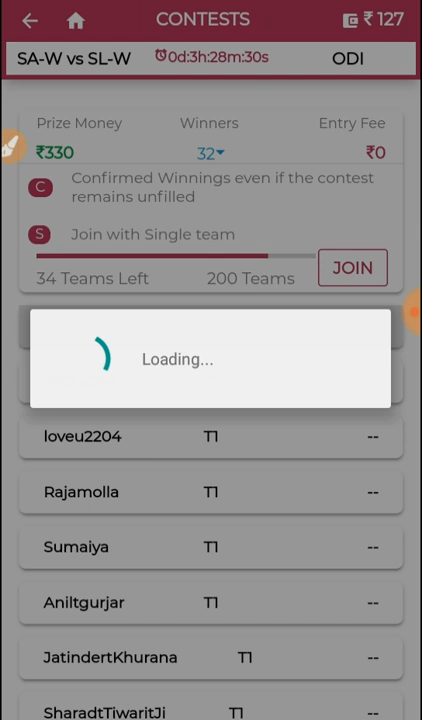 CONTESTS ₹ 127
SA-W vs SL-W 0d:3h:28m:30s ODI
Prize Money Winners Entry Fee
₹330 32 ₹0
C Confirmed Winnings even if the contest
remains unfilled
S Join with Single team
34 Teams Left 200 Teams JOIN
Loading...
loveu2204 T1 --
Rajamolla T1 --
Sumaiya T1 --
Aniltgurjar T1 --
JatindertKhurana T1 --
SharadtTiwaritJi T1 --